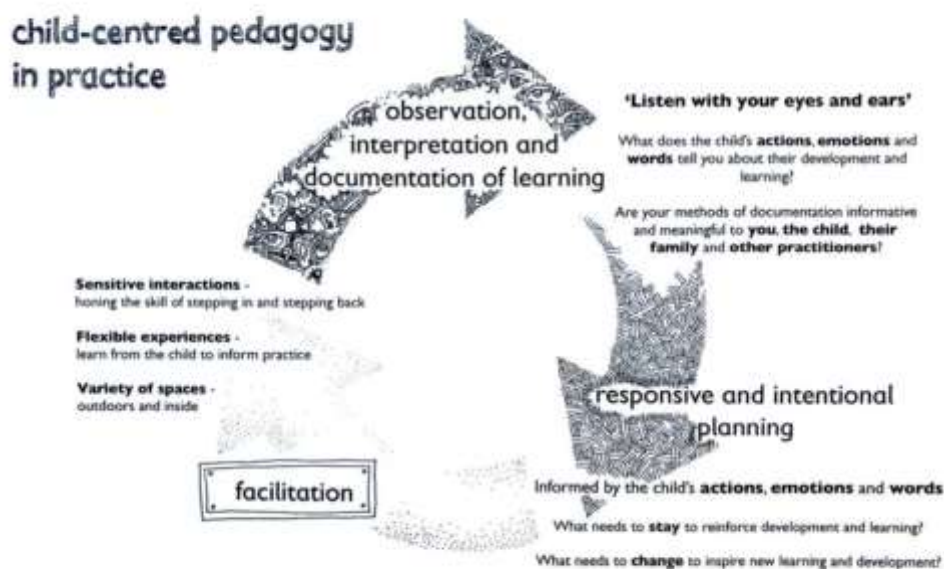 child-centred pedagogy
in practice
observation,
interpretation and
documentation of learning
'Listen with your eyes and ears'
What does the child's actions, emotions and
words tell you about their development and
learning?
Are your methods of documentation informative
and meaningful to you, the child, their
family and other practitioners?
responsive and intentional
planning
Informed by the child's actions, emotions and words
What needs to stay to reinforce development and learning?
What needs to change to inspire new learning and development?
facilitation
Sensitive interactions -
honing the skill of stepping in and stepping back
Flexible experiences -
learn from the child to inform practice
Variety of spaces -
outdoors and inside